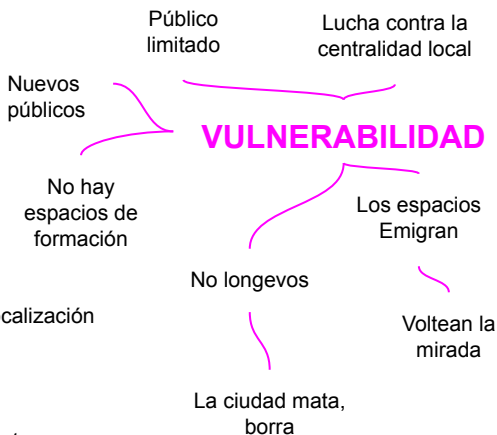 Público
limitado
Lucha contra la
centralidad local
Nuevos
públicos
VULNERABILIDAD
No hay
espacios de
formación
Los espacios
Emigran
No longevos
calización
Voltean la
mirada
La ciudad mata,
borra